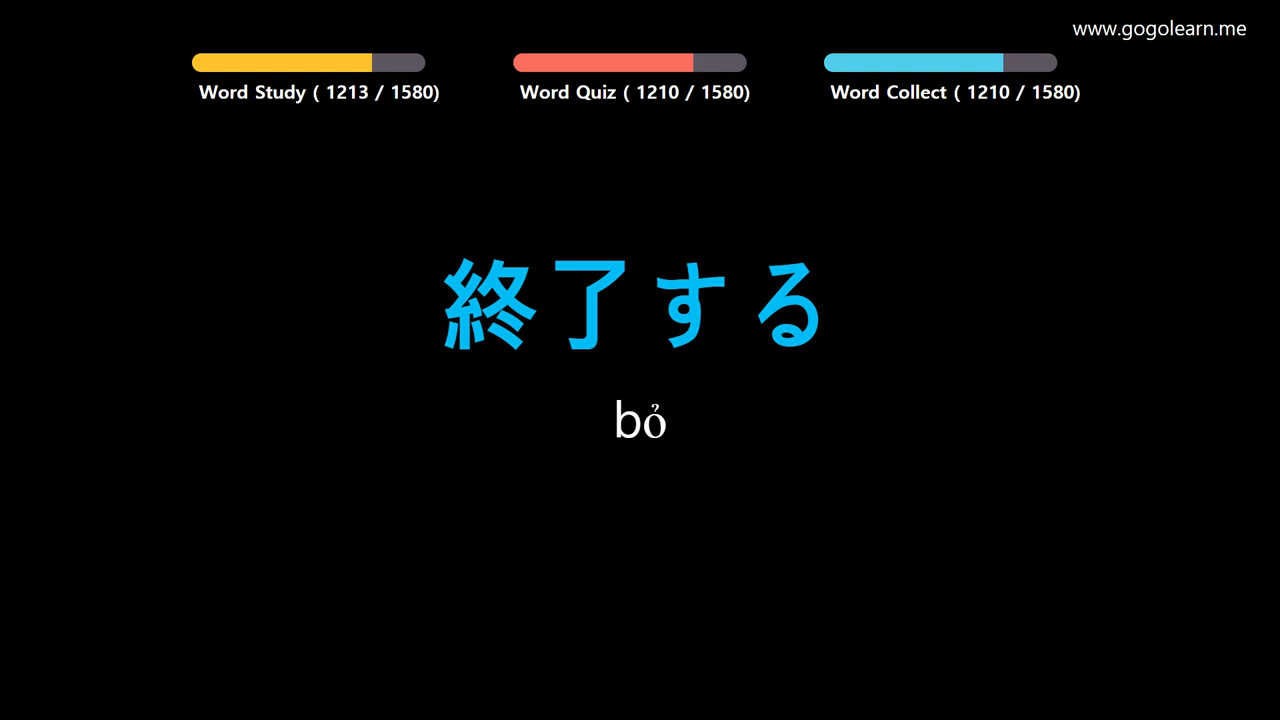 www.gogolearn.me
Word Study ( 1213 / 1580)
Word Quiz ( 1210 / 1580)
Word Collect ( 1210 / 1580)
終了する
bỏ